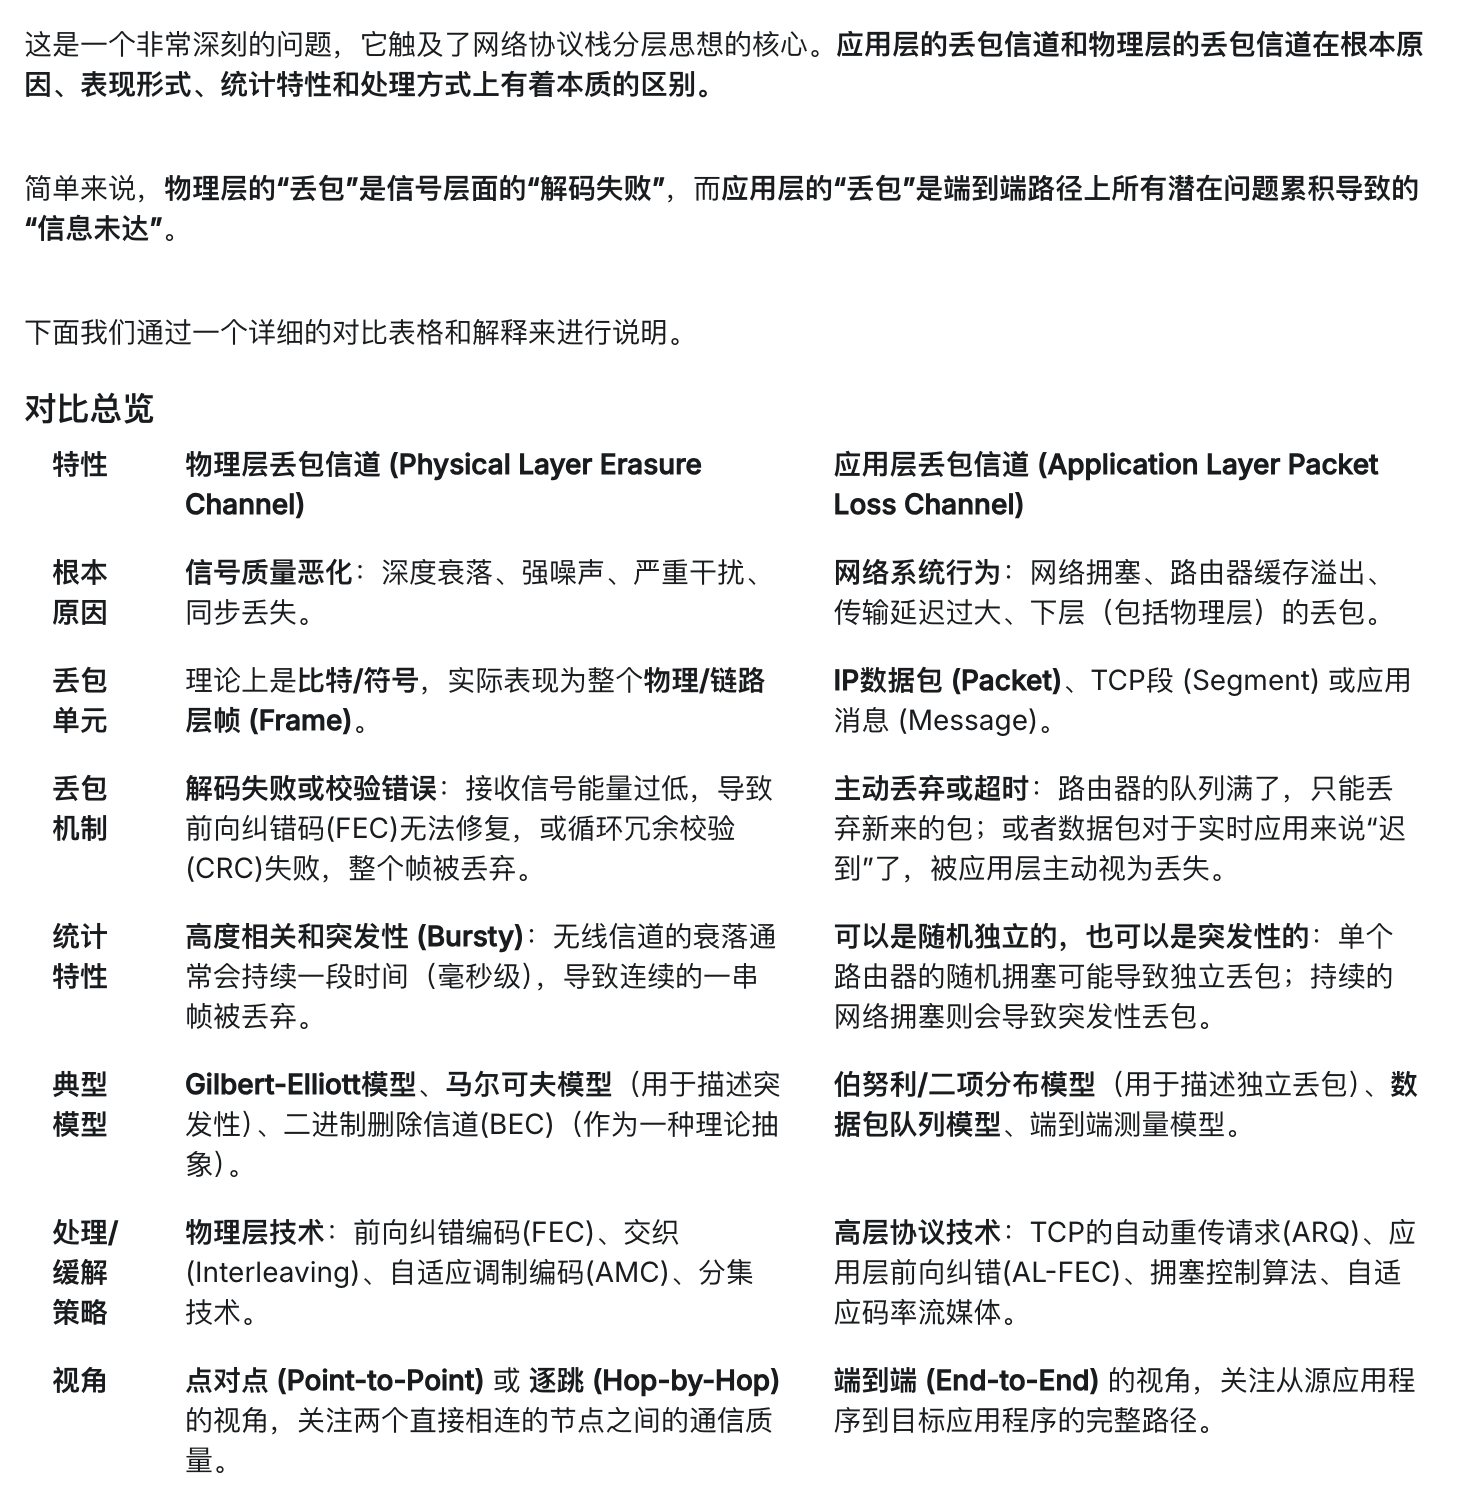 这是一个非常深刻的问题，它触及了网络协议栈分层思想的核心。应用层的丢包信道和物理层的丢包信道在根本原
因、表现形式、统计特性和处理方式上有着本质的区别。
简单来说，物理层的“丢包”是信号层面的“解码失败”，而应用层的“丢包”是端到端路径上所有潜在问题累积导致的
“信息未达”。
下面我们通过一个详细的对比表格和解释来进行说明。
对比总览
特性
物理层丢包信道 (Physical Layer Erasure
Channel)
应用层丢包信道 (Application Layer Packet
Loss Channel)
根本
原因
信号质量恶化：深度衰落、强噪声、严重干扰、
同步丢失。
网络系统行为：网络拥塞、路由器缓存溢出、
传输延迟过大、下层（包括物理层）的丢包。
丢包
单元
理论上是比特/符号，实际表现为整个物理/链路
层帧 (Frame)。
IP数据包 (Packet)、TCP段 (Segment) 或应用
消息 (Message)。
丢包
机制
解码失败或校验错误：接收信号能量过低，导致
前向纠错码(FEC)无法修复，或循环冗余校验
(CRC)失败，整个帧被丢弃。
主动丢弃或超时：路由器的队列满了，只能丢
弃新来的包；或者数据包对于实时应用来说“迟
到”了，被应用层主动视为丢失。
统计
特性
高度相关和突发性 (Bursty)：无线信道的衰落通
常会持续一段时间（毫秒级），导致连续的一串
帧被丢弃。
可以是随机独立的，也可以是突发性的：单个
路由器的随机拥塞可能导致独立丢包；持续的
网络拥塞则会导致突发性丢包。
典型
模型
Gilbert-Elliott模型、马尔可夫模型（用于描述突
发性）、二进制删除信道(BEC)（作为一种理论抽
象）。
伯努利/二项分布模型（用于描述独立丢包）、数
据包队列模型、端到端测量模型。
处理/
缓解
策略
物理层技术：前向纠错编码(FEC)、交织
(Interleaving)、自适应调制编码(AMC)、分集
技术。
高层协议技术：TCP的自动重传请求(ARQ)、应
用层前向纠错(AL-FEC)、拥塞控制算法、自适
应码率流媒体。
视角
点对点 (Point-to-Point) 或 逐跳 (Hop-by-Hop)
的视角，关注两个直接相连的节点之间的通信质
量。
端到端 (End-to-End) 的视角，关注从源应用程
序到目标应用程序的完整路径。